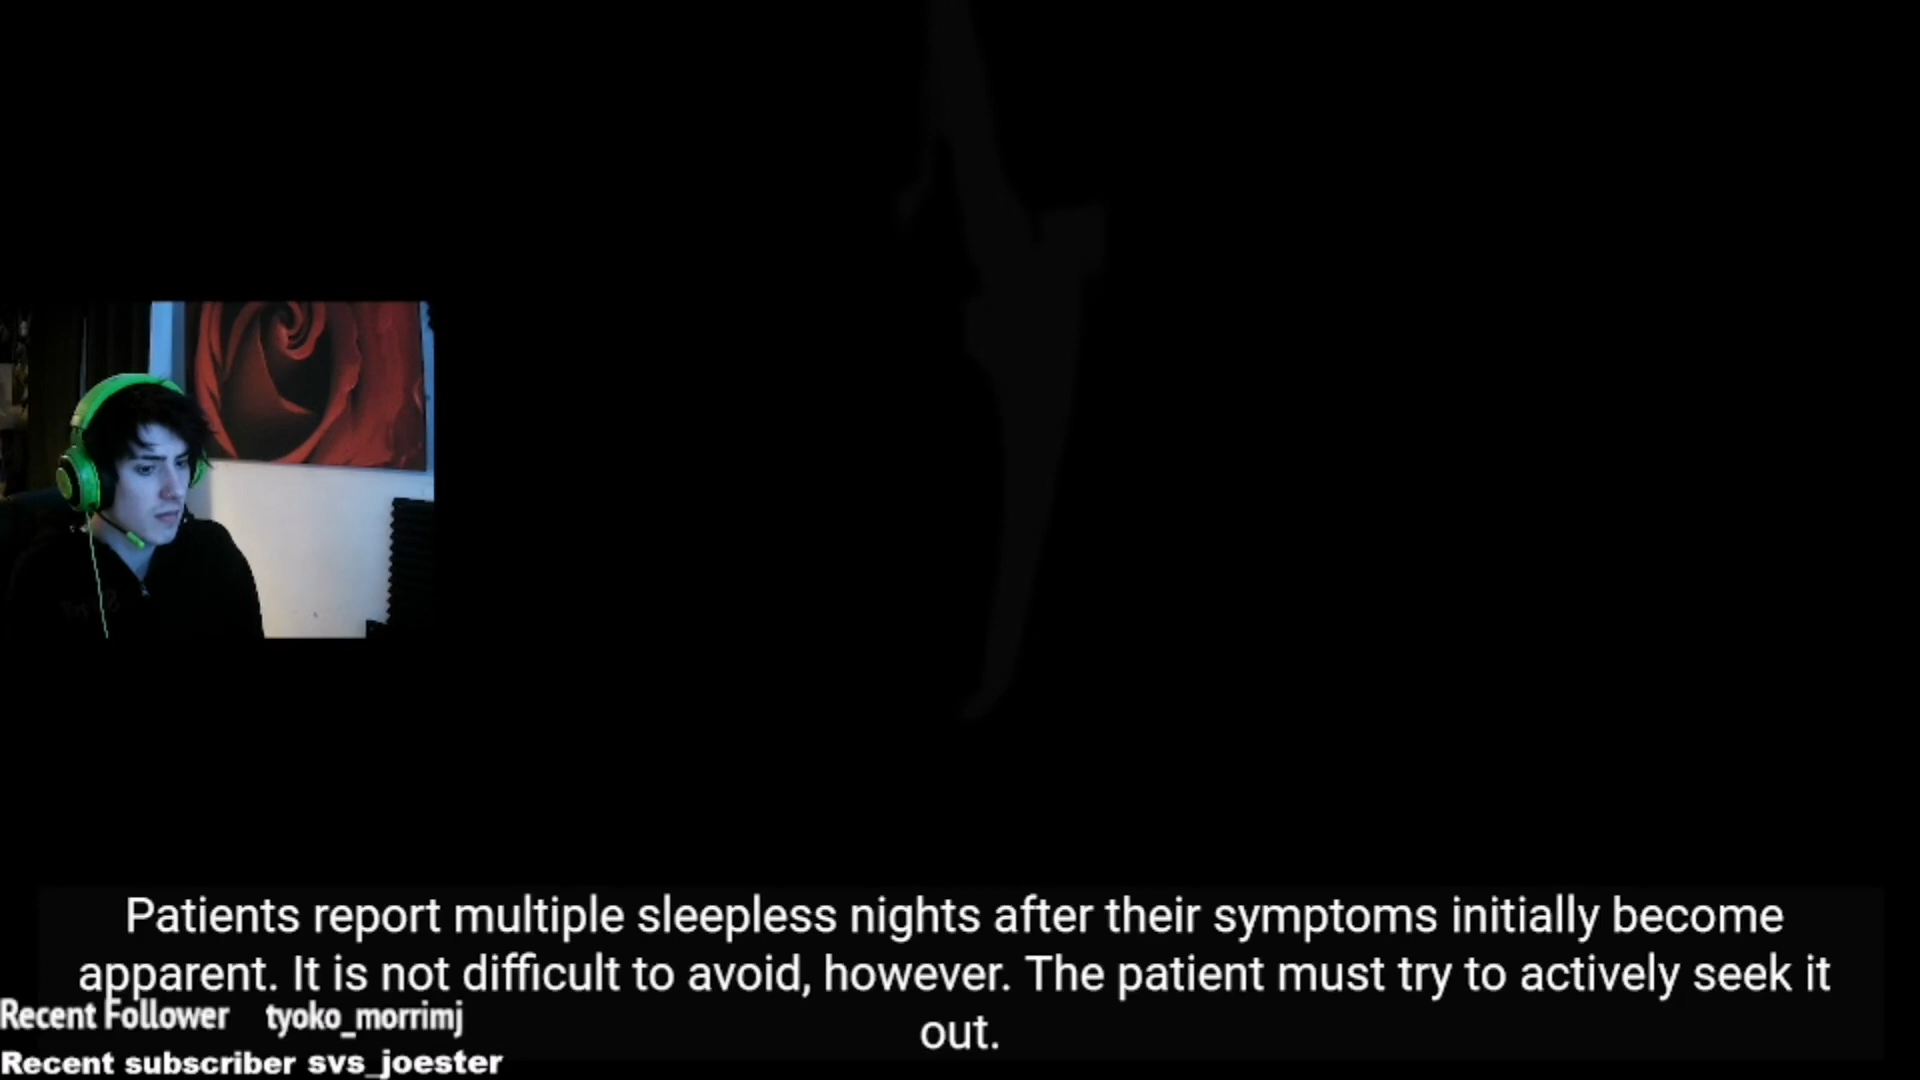 Patients report multiple sleepless nights after their symptoms initially become
apparent. It is not difficult to avoid, however. The patient must try to actively seek it
out.
Recent Follower tyoko_morrimj
Recent subscriber svs_joester